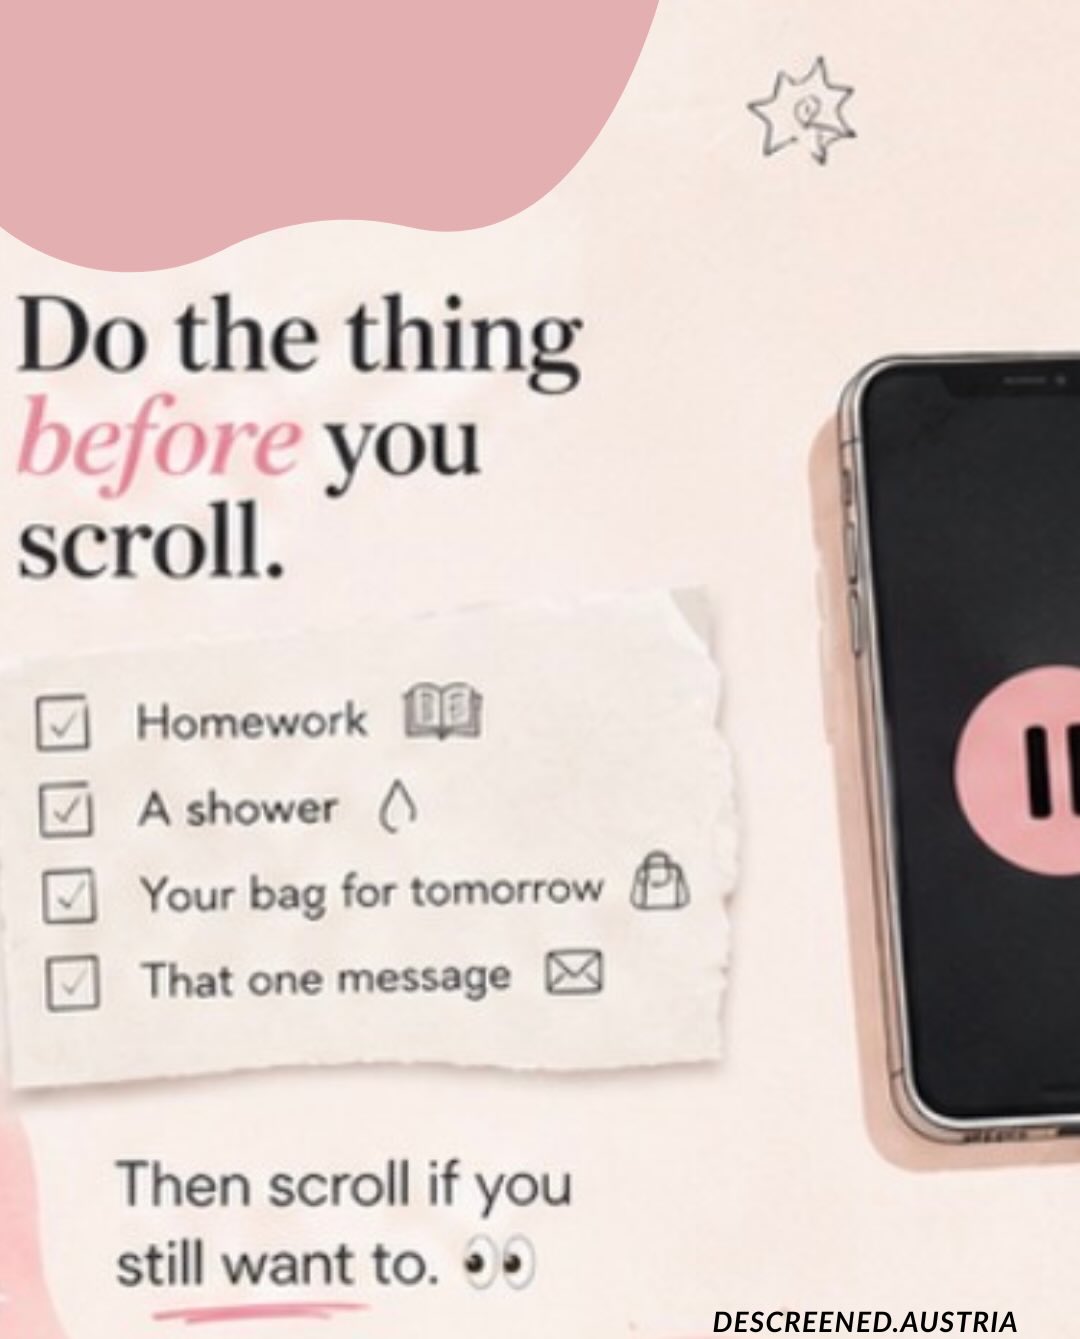 Do the thing
before you
scroll.
Homework
A shower
Your bag for tomorrow
That one message
Then scroll if you
still want to. 👀
DESCREENED.AUSTRIA